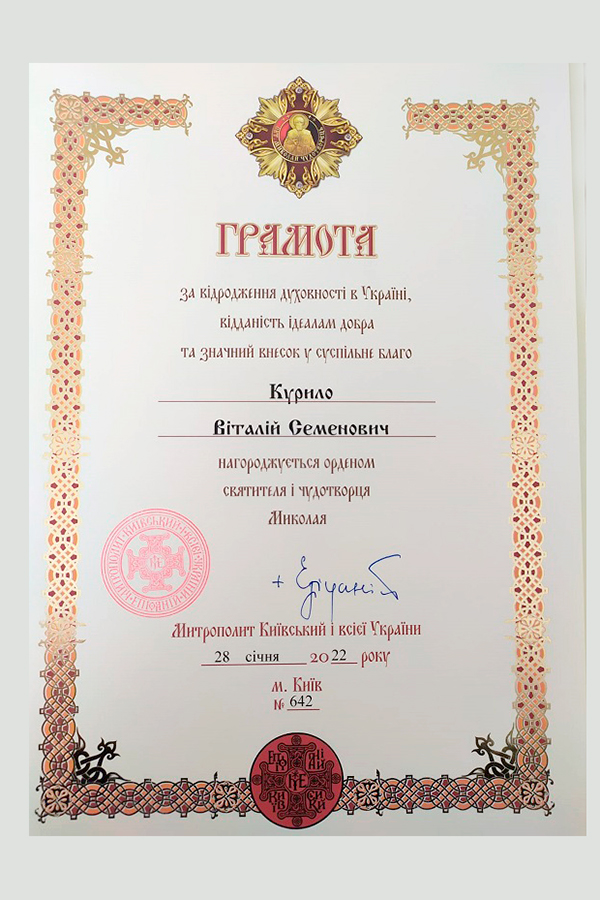 ГРАМОТА
за відродження духовності в Україні,
відданість ідеалам добра
та значний внесок у суспільне благо
Курило
Віталій Семенович
нагороджується орденом
святителя і чудотворця
Миколая
+ Епіфаній
Митрополит Київський і всієї України
28 січня 2022 року
м. Київ
№ 642